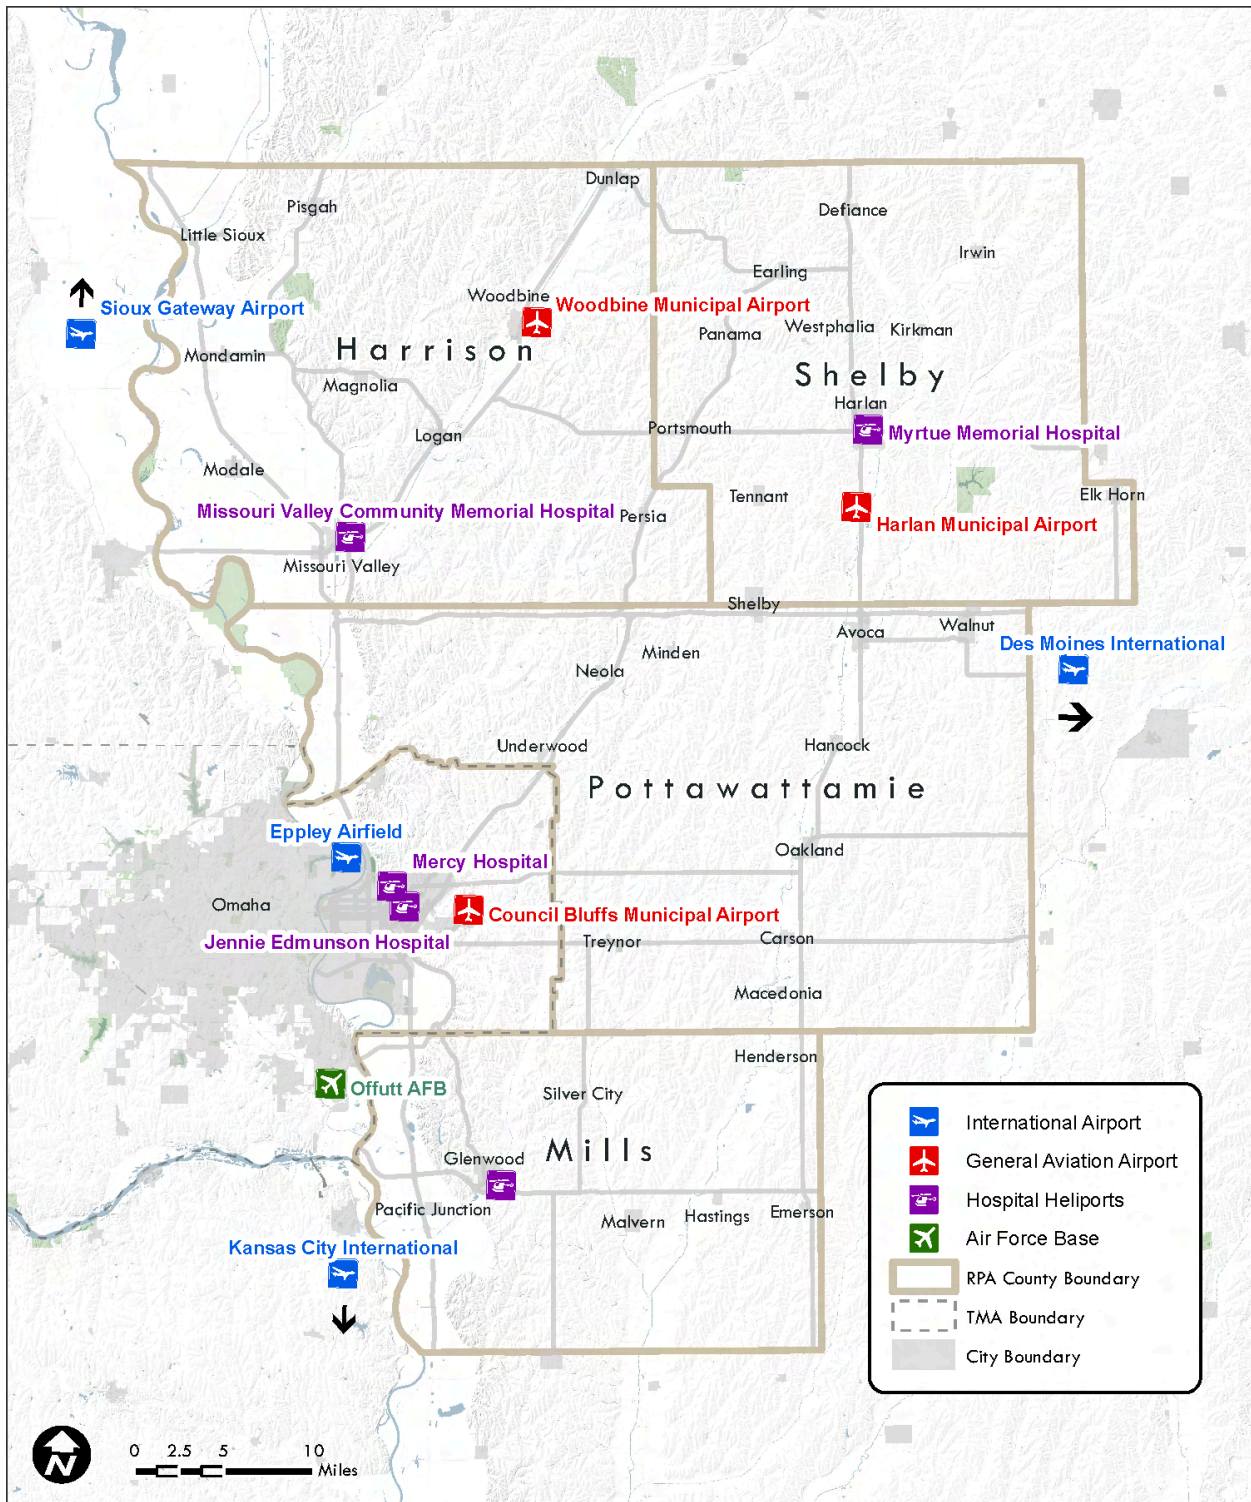 Dunlap
Pisgah
Defiance
Little Sioux
Irwin
Earling
Woodbine
Sioux Gateway Airport
Woodbine Municipal Airport
Panama
Westphalia
Kirkman
Mondamin
Harrison
Magnolia
Shelby
Harlan
Logan
Portsmouth
Myrtue Memorial Hospital
Modale
Tennant
Elk Horn
Missouri Valley Community Memorial Hospital
Persia
Harlan Municipal Airport
Missouri Valley
Shelby
Avoca
Walnut
Des Moines International
Minden
Neola
Underwood
Hancock
Pottawattamie
Eppley Airfield
Mercy Hospital
Oakland
Omaha
Council Bluffs Municipal Airport
Jennie Edmunson Hospital
Treynor
Carson
Macedonia
Henderson
Offutt AFB
Silver City
Mills
Glenwood
Pacific Junction
Malvern
Hastings
Emerson
Kansas City International
International Airport
General Aviation Airport
Hospital Heliports
Air Force Base
RPA County Boundary
TMA Boundary
City Boundary
N
0 2.5 5 10
Miles